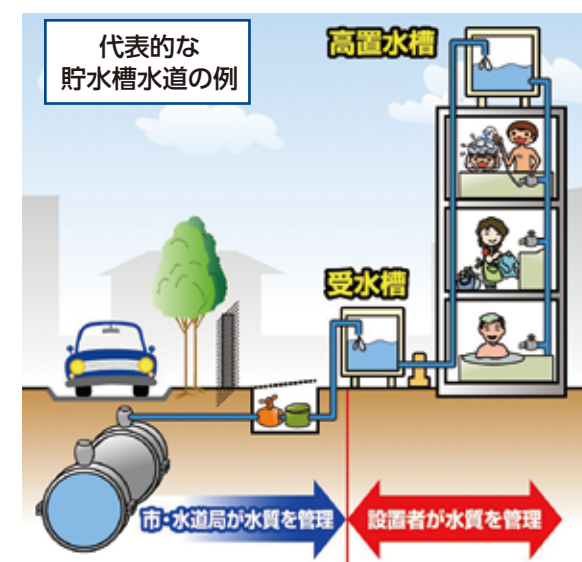 代表的な
貯水槽水道の例
高置水槽
受水槽
市・水道局が水質を管理
設置者が水質を管理